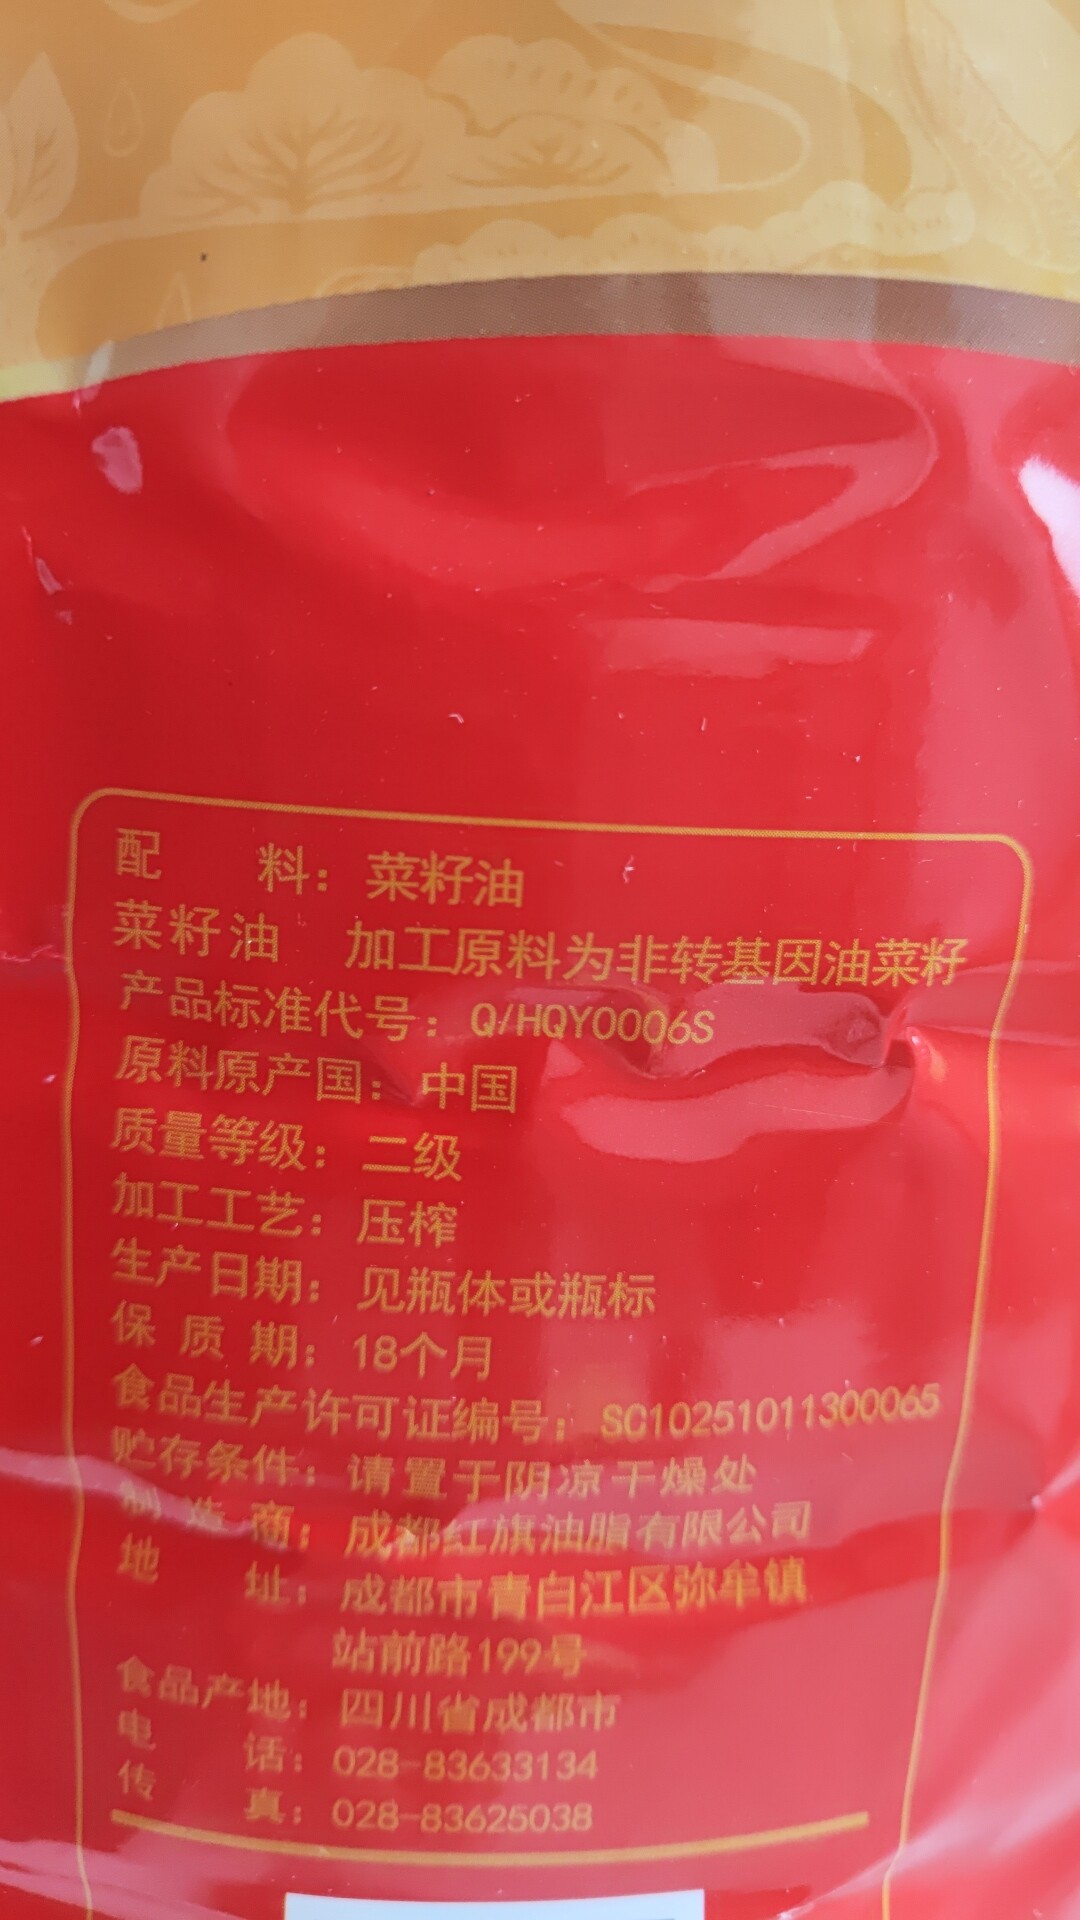 配料：菜籽油
菜籽油 加工原料为非转基因油菜籽
产品标准代号：Q/HQY0006S
原料原产国：中国
质量等级：二级
加工工艺：压榨
生产日期：见瓶体或瓶标
保质期：18个月
食品生产许可证编号：SC10251011300065
贮存条件：请置于阴凉干燥处
制造商：成都红旗油脂有限公司
地址：成都市青白江区弥牟镇
站前路199号
食品产地：四川省成都市
电话：028-83633134
传真：028-83625038